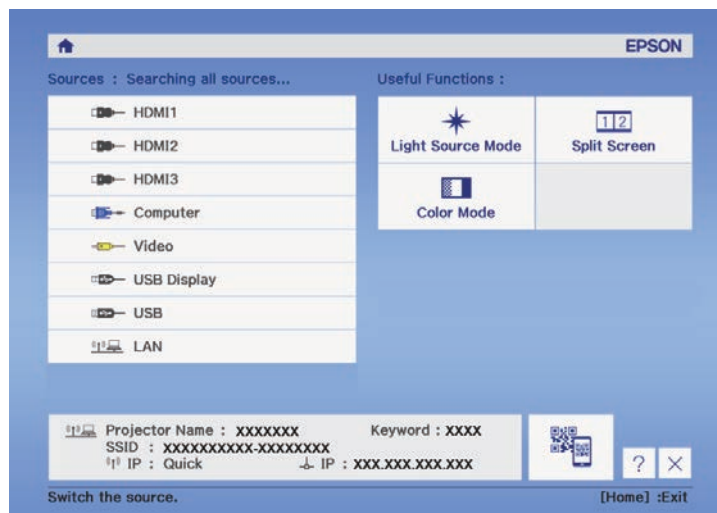 EPSON
Sources : Searching all sources...
Useful Functions :
HDMI1
HDMI2
HDMI3
Computer
Video
USB Display
USB
LAN
Light Source Mode
1 2
Split Screen
Color Mode
Projector Name : XXXXXXX Keyword : XXXX
SSID : XXXXXXXXXX-XXXXXXXX
IP : Quick IP : XXX.XXX.XXX.XXX
?
Switch the source.
[Home] :Exit